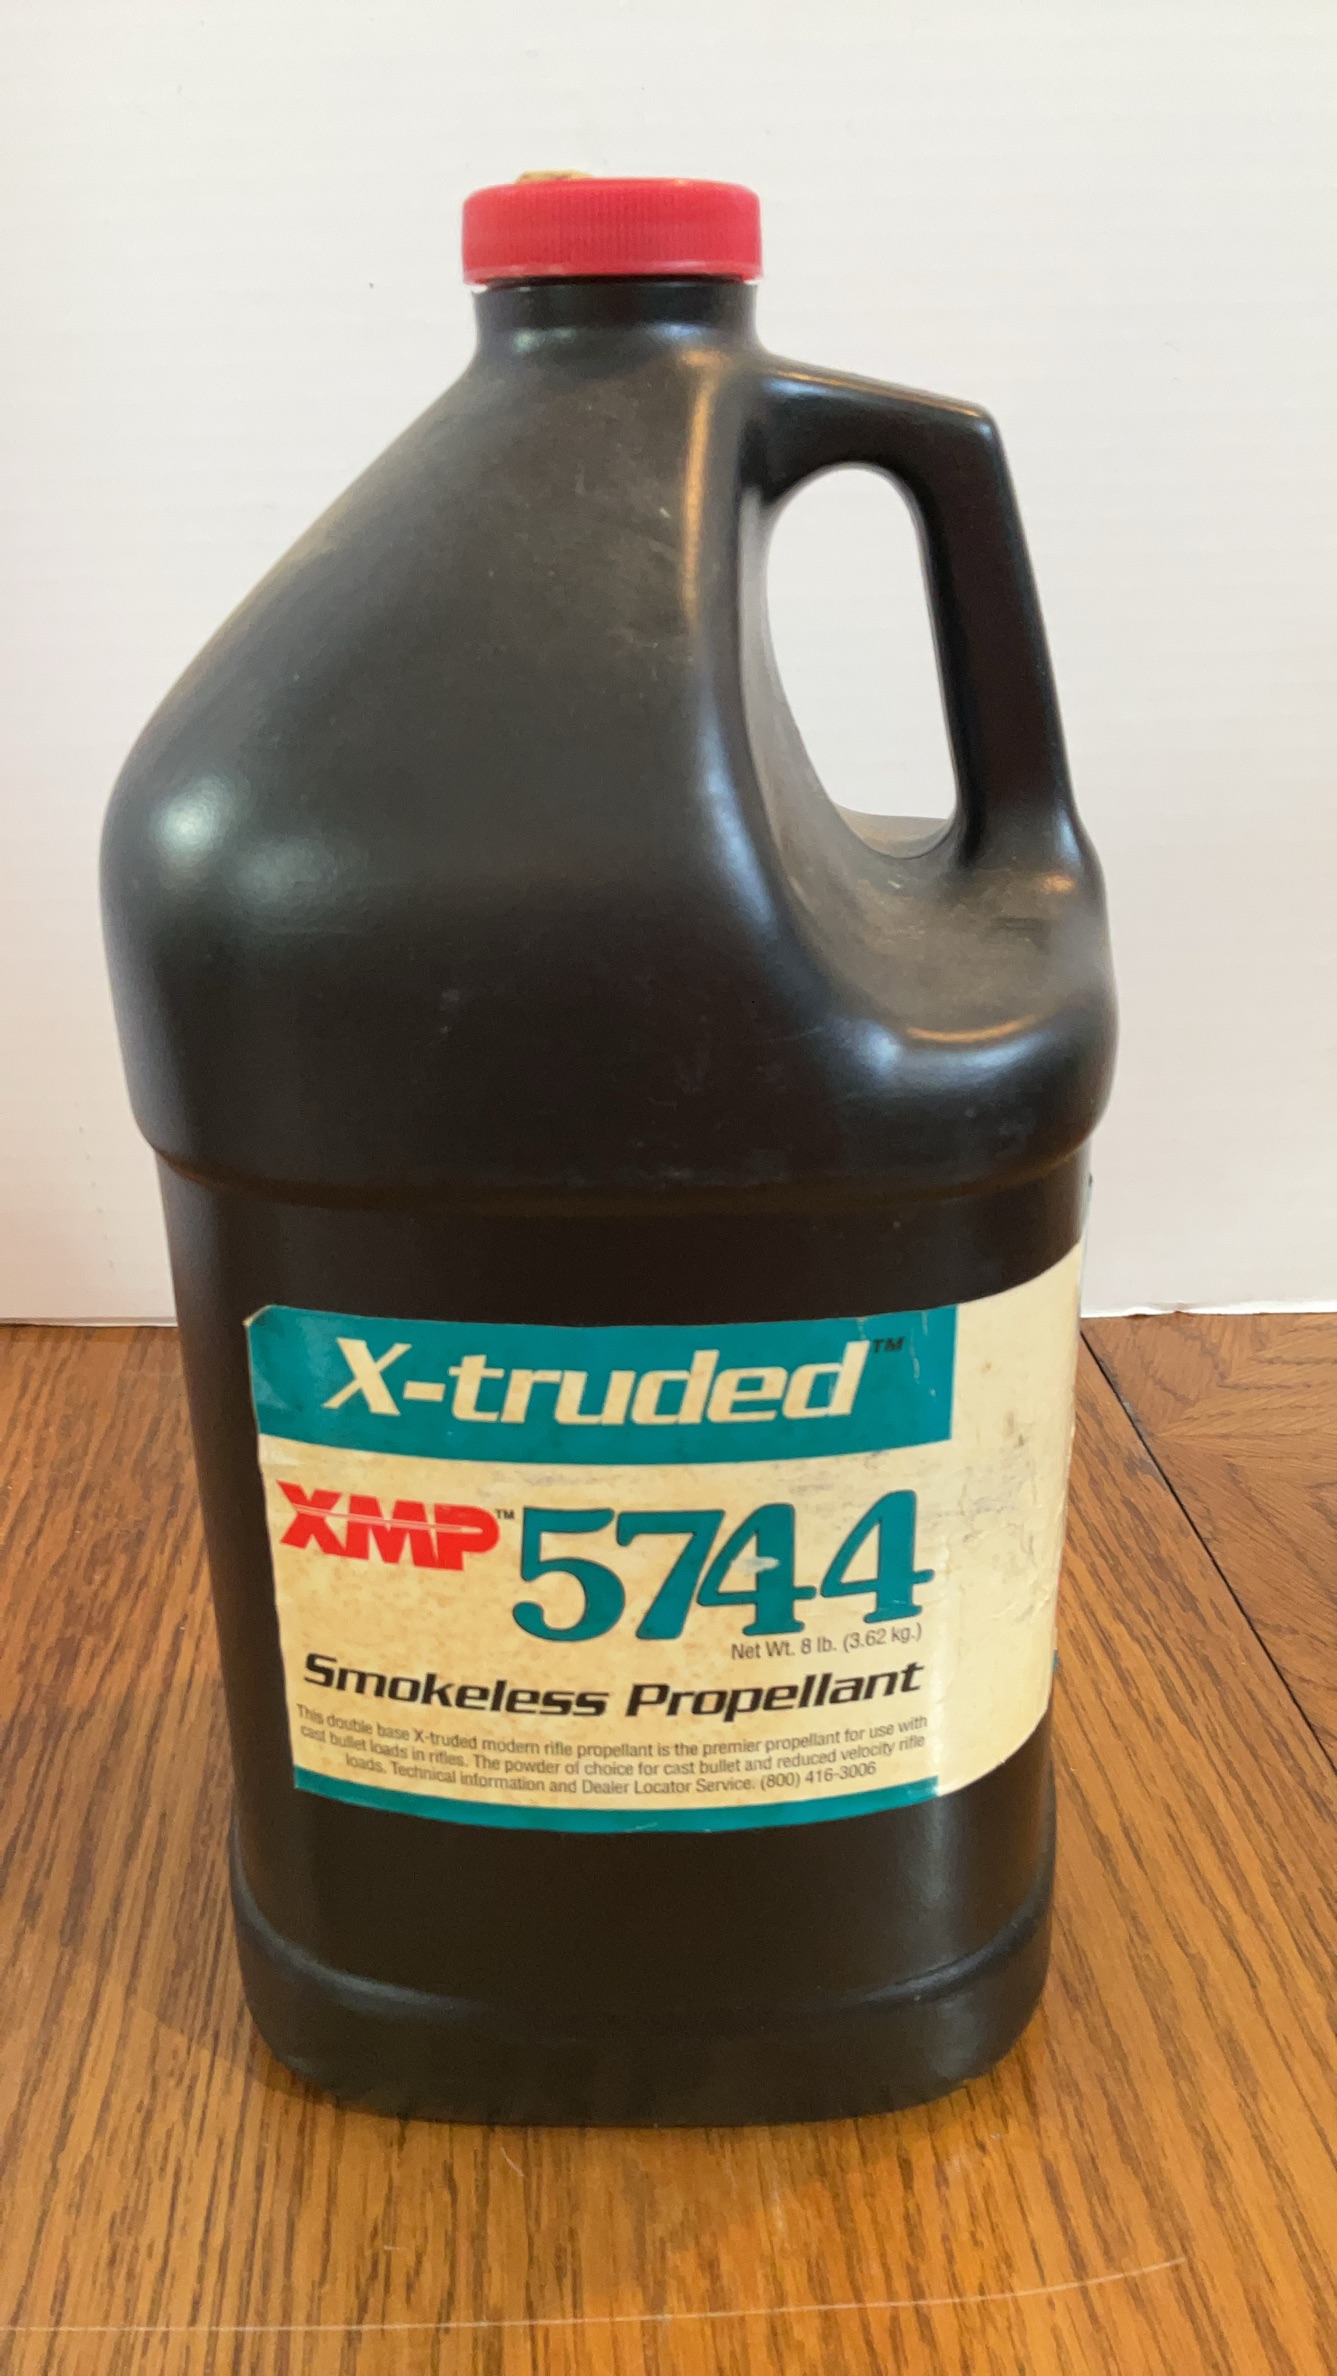 X-truded™
XMP™ 5744
Net Wt. 8 lb. (3.62 kg.)
Smokeless Propellant
This double base X-truded modern rifle propellant is the premier propellant for use with
cast bullet loads in rifles. The powder of choice for cast bullet and reduced velocity rifle
loads. Technical information and Dealer Locator Service. (800) 416-3006